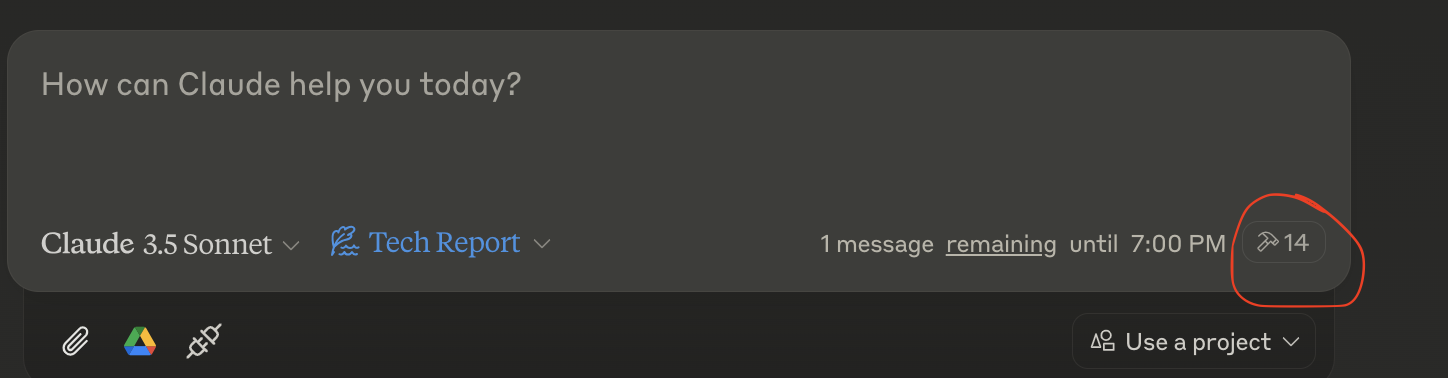 How can Claude help you today?
Claude 3.5 Sonnet Tech Report 1 message remaining until 7:00 PM 14
Use a project